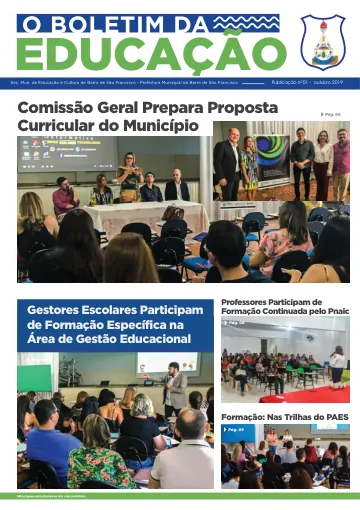 O BOLETIM DA
EDUCAÇÃO
Sec. Mun. de Educação e Cultura de Barra de São Francisco - Prefeitura Municipal de Barra de São Francisco
Publicação nº01 - outubro 2019
Comissão Geral Prepara Proposta
Curricular do Município
Pág. 04
Gestores Escolares Participam
de Formação Específica na
Área de Gestão Educacional
Professores Participam de
Formação Continuada pelo Pnaic
Pág. 06
Formação: Nas Trilhas do PAES
Pág. 05